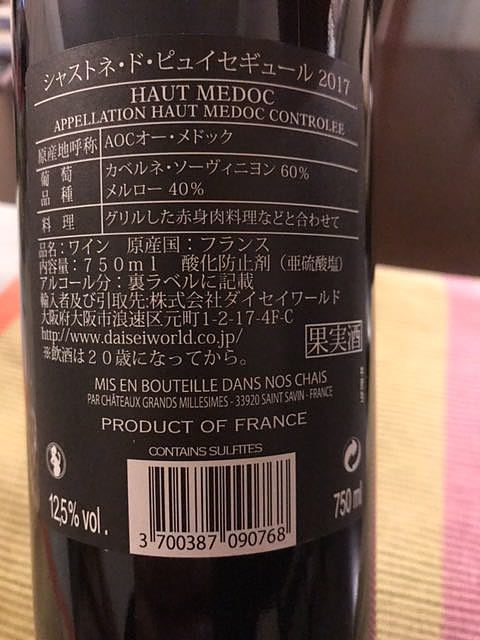 シャストネ・ド・ピュイセギュール 2017
HAUT MEDOC
APPELLATION HAUT MEDOC CONTROLEE
原産地呼称 AOCオー・メドック
葡萄品種 カベルネ・ソーヴィニヨン 60%
メルロー 40%
料理 グリルした赤身肉料理などと合わせて
品名：ワイン 原産国：フランス
内容量：750ml 酸化防止剤（亜硫酸塩）
アルコール分：裏ラベルに記載
輸入者及び引取先:株式会社ダイセイワールド
大阪府大阪市浪速区元町1-2-17-4F-C
http://www.daiseiworld.co.jp/
※飲酒は20歳になってから。
果実酒
MIS EN BOUTEILLE DANS NOS CHAIS
PAR CHÂTEAUX GRANDS MILLESIMES - 33920 SAINT SAVIN - FRANCE
PRODUCT OF FRANCE
CONTAINS SULFITES
12,5% vol.
750 ml
3 700387 090768